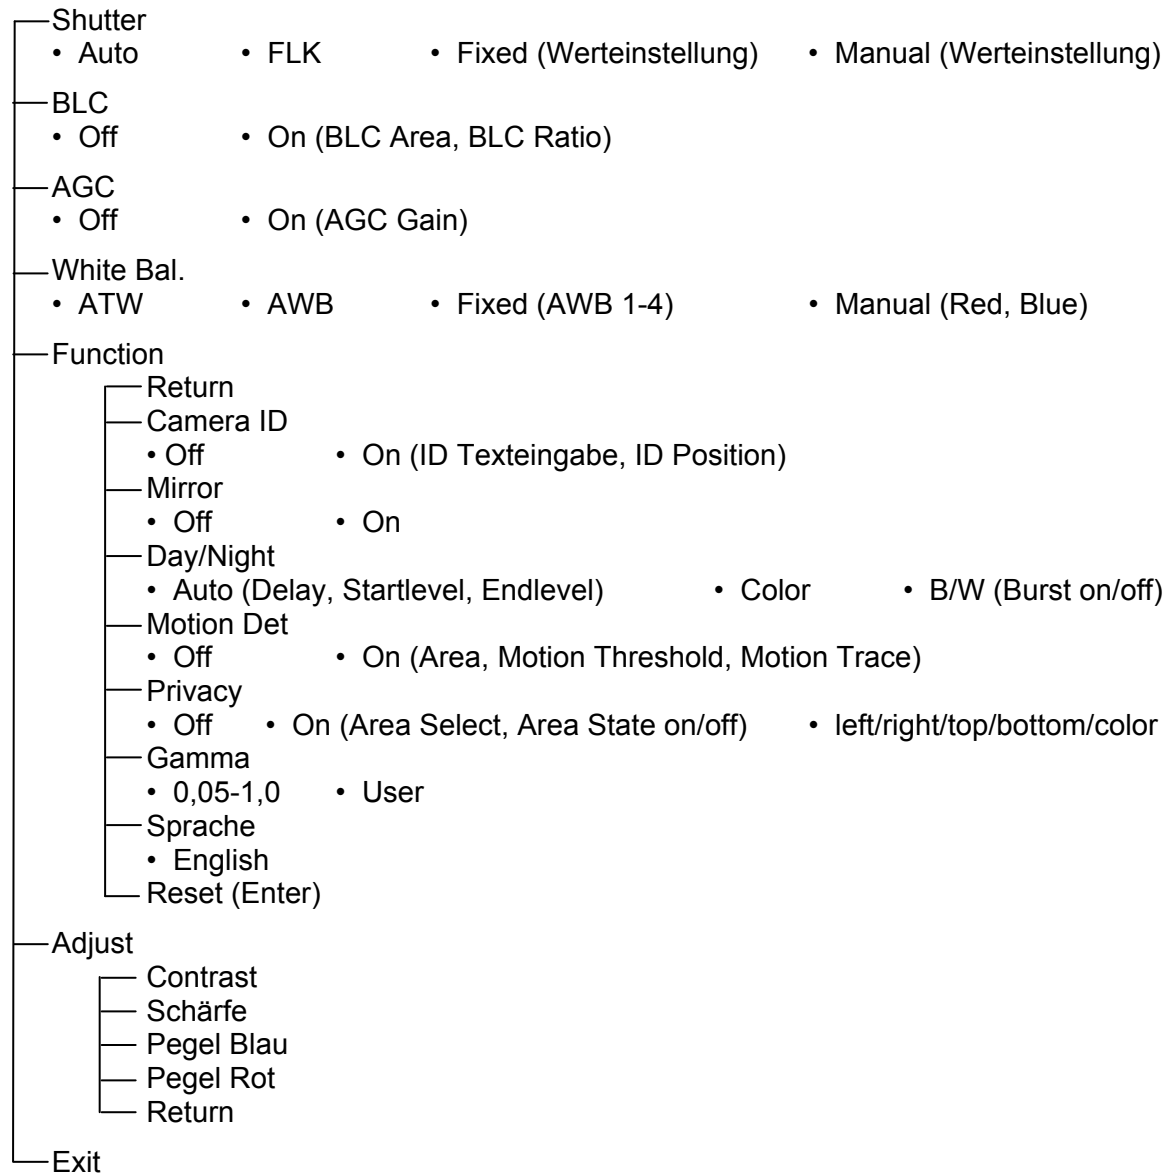 Shutter
• Auto • FLK • Fixed (Werteinstellung) • Manual (Werteinstellung)
BLC
• Off • On (BLC Area, BLC Ratio)
AGC
• Off • On (AGC Gain)
White Bal.
• ATW • AWB • Fixed (AWB 1-4) • Manual (Red, Blue)
Function
Return
Camera ID
• Off • On (ID Texteingabe, ID Position)
Mirror
• Off • On
Day/Night
• Auto (Delay, Startlevel, Endlevel) • Color • B/W (Burst on/off)
Motion Det
• Off • On (Area, Motion Threshold, Motion Trace)
Privacy
• Off • On (Area Select, Area State on/off) • left/right/top/bottom/color
Gamma
• 0,05-1,0 • User
Sprache
• English
Reset (Enter)
Adjust
Contrast
Schärfe
Pegel Blau
Pegel Rot
Return
Exit